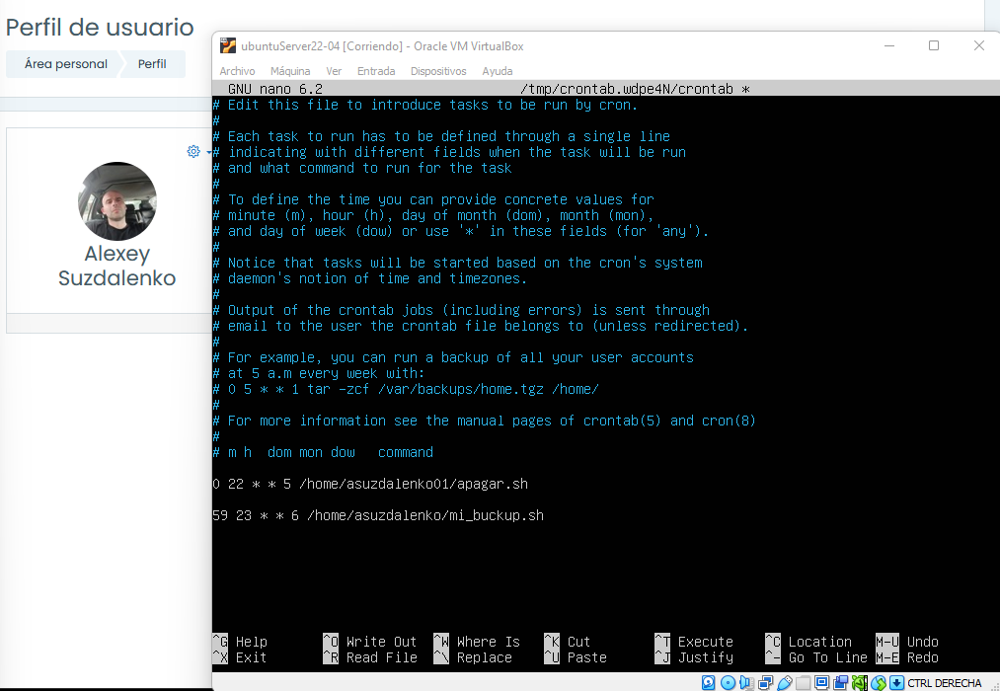 Perfil de usuario
Área personal
Perfil
Alexey
Suzdalenko
ubuntuServer22-04 [Corriendo] - Oracle VM VirtualBox
Archivo Máquina Ver Entrada Dispositivos Ayuda
GNU nano 6.2 /tmp/crontab.wdpe4N/crontab *
# Edit this file to introduce tasks to be run by cron.
#
# Each task to run has to be defined through a single line
# indicating with different fields when the task will be run
# and what command to run for the task
#
# To define the time you can provide concrete values for
# minute (m), hour (h), day of month (dom), month (mon),
# and day of week (dow) or use '*' in these fields (for 'any').
#
# Notice that tasks will be started based on the cron's system
# daemon's notion of time and timezones.
#
# Output of the crontab jobs (including errors) is sent through
# email to the user the crontab file belongs to (unless redirected).
#
# For example, you can run a backup of all your user accounts
# at 5 a.m every week with:
# 0 5 * * 1 tar -zcf /var/backups/home.tgz /home/
#
# For more information see the manual pages of crontab(5) and cron(8)
#
# m h  dom mon dow   command
0 22 * * 5 /home/asuzdalenko01/apagar.sh
59 23 * * 6 /home/asuzdalenko/mi_buckup.sh
^G Help ^O Write Out ^W Where Is ^K Cut ^T Execute ^C Location M-U Undo
^X Exit ^R Read File ^\ Replace ^U Paste ^J Justify ^- Go To Line M-E Redo
CTRL DERECHA